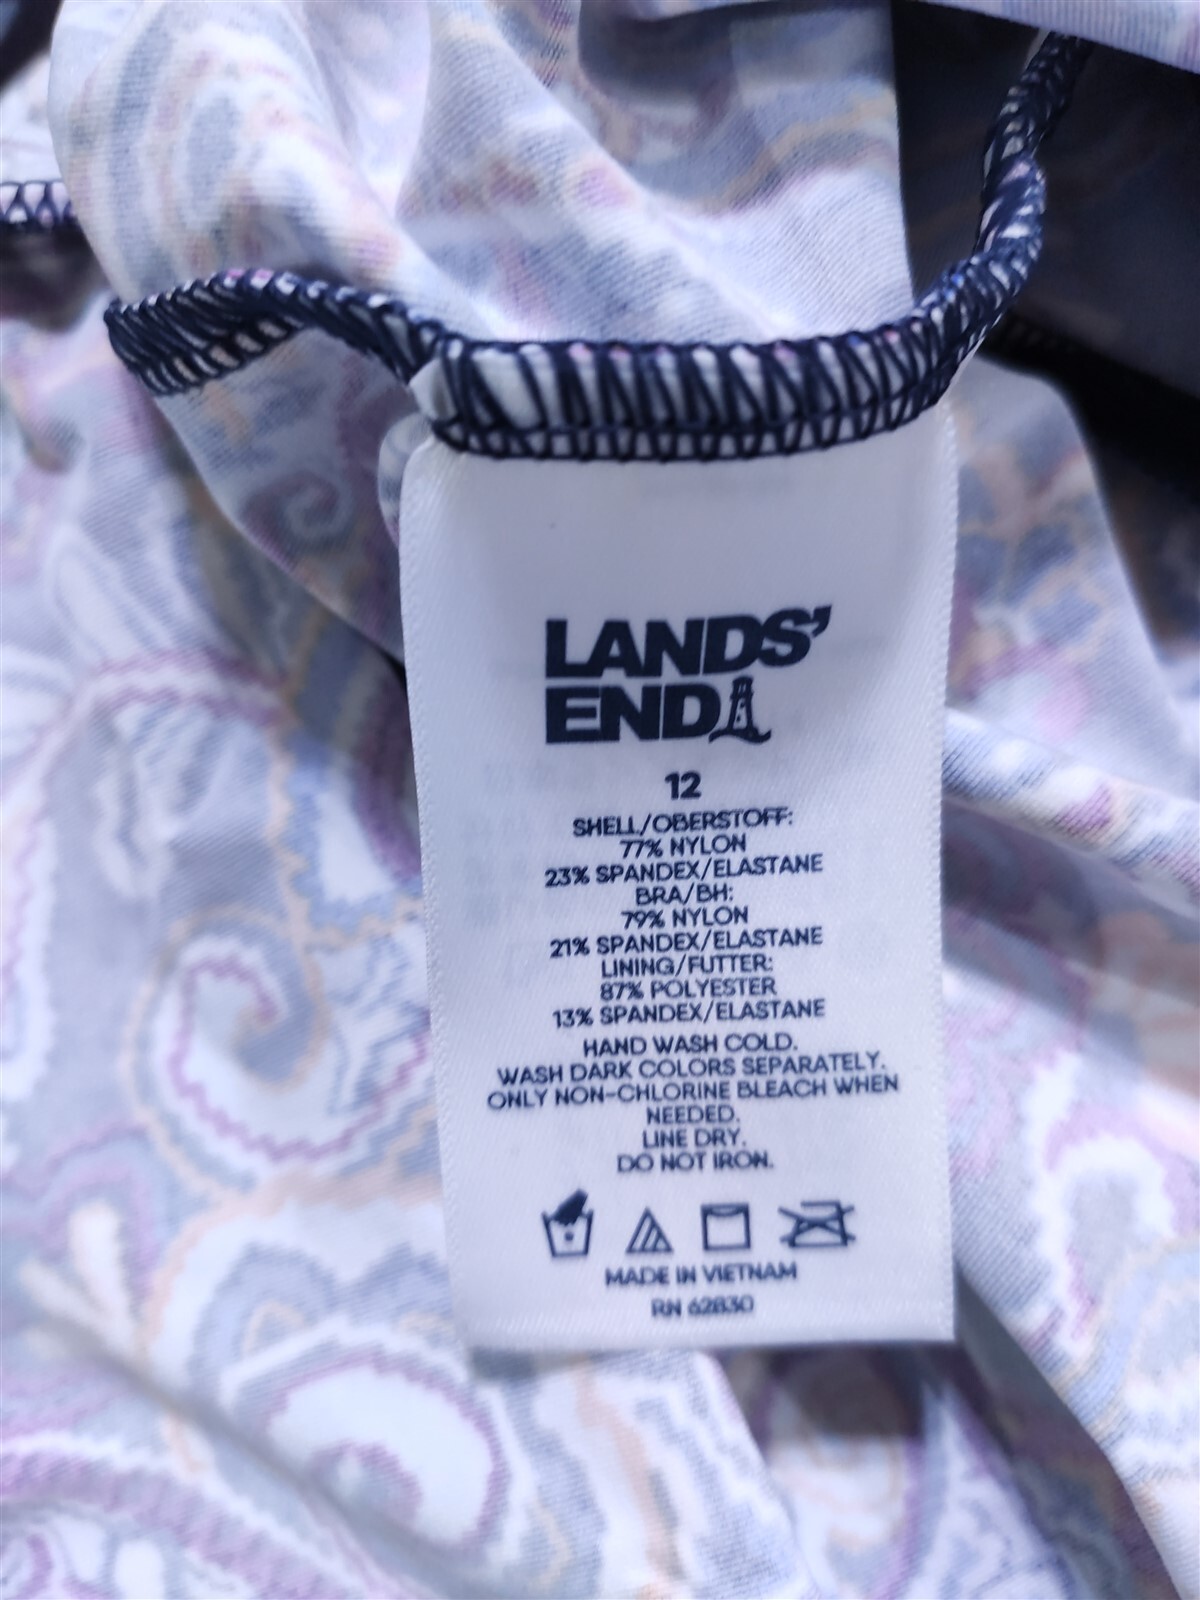 LANDS'
END
12
SHELL/OBERSTOFF:
77% NYLON
23% SPANDEX/ELASTANE
BRA/BH:
79% NYLON
21% SPANDEX/ELASTANE
LINING/FUTTER:
87% POLYESTER
13% SPANDEX/ELASTANE
HAND WASH COLD.
WASH DARK COLORS SEPARATELY.
ONLY NON-CHLORINE BLEACH WHEN
NEEDED.
LINE DRY.
DO NOT IRON.
MADE IN VIETNAM
RN 62830